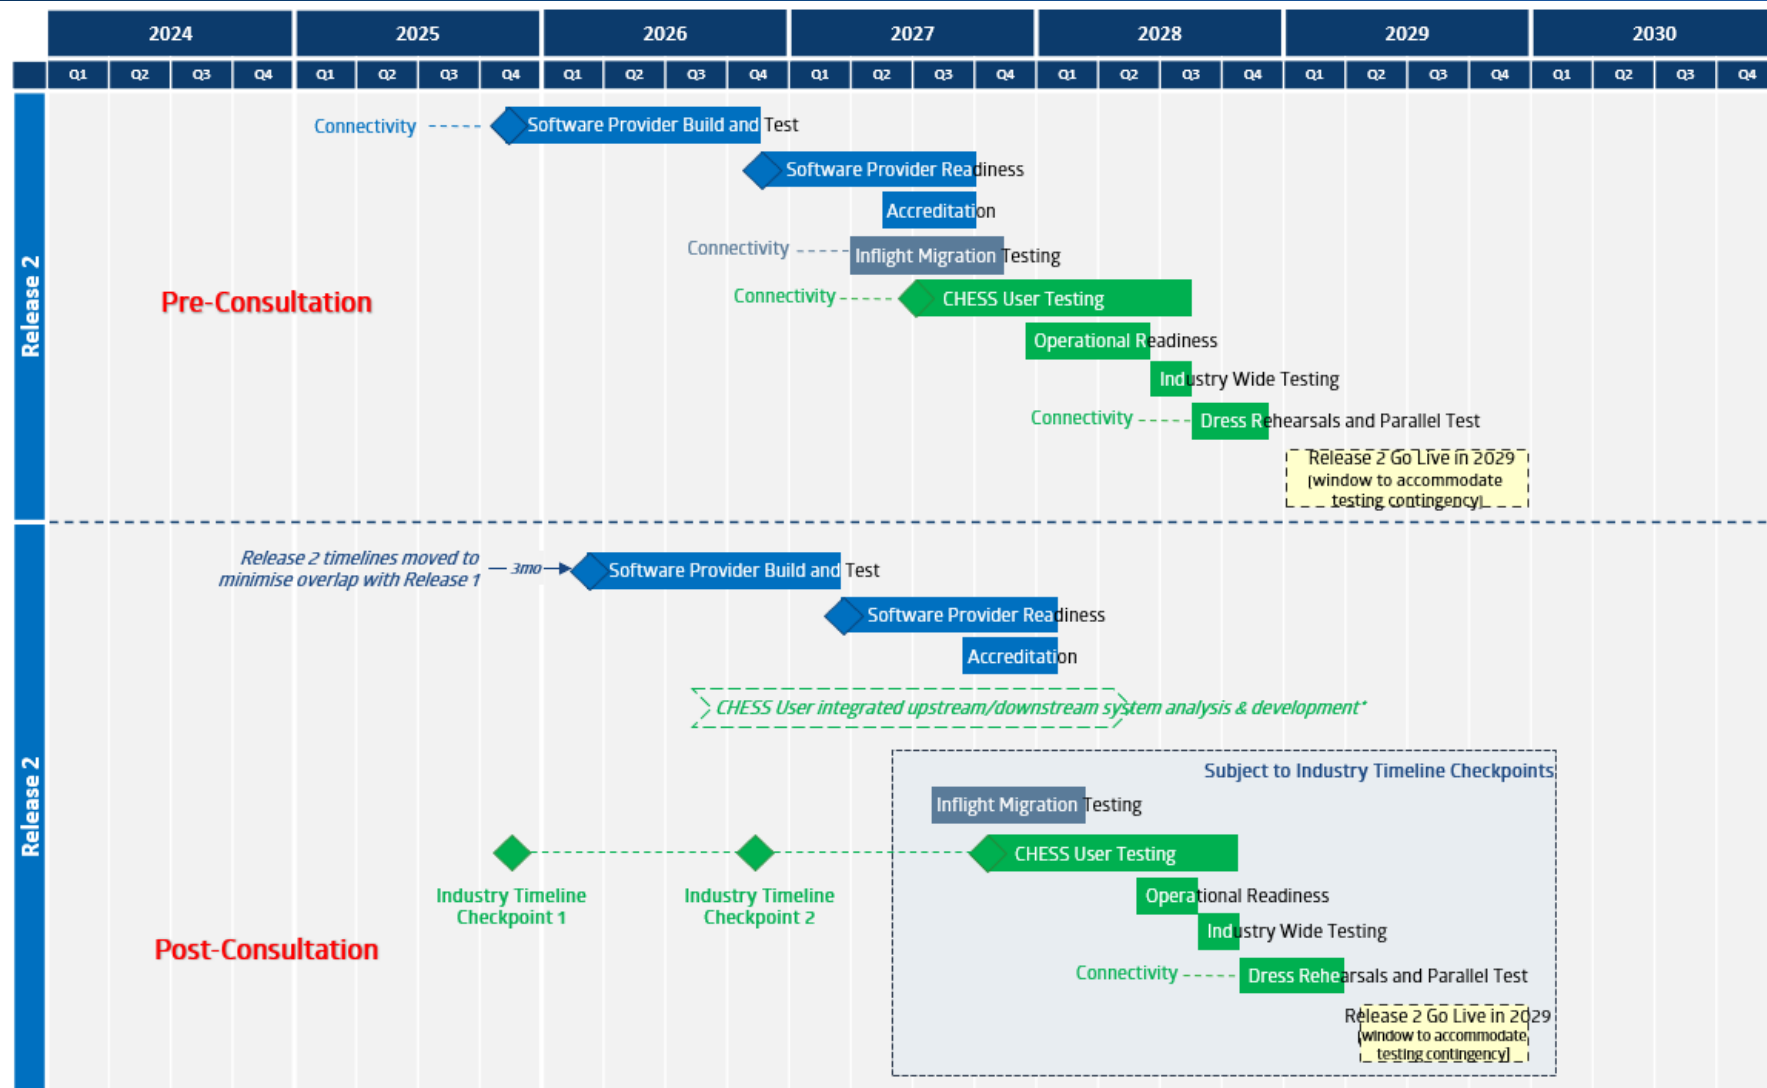 2024 2025 2026 2027 2028 2029 2030
Q1 Q2 Q3 Q4 Q1 Q2 Q3 Q4 Q1 Q2 Q3 Q4 Q1 Q2 Q3 Q4 Q1 Q2 Q3 Q4 Q1 Q2 Q3 Q4 Q1 Q2 Q3 Q4
Release 2
Pre-Consultation
Connectivity
Software Provider Build and Test
Software Provider Readiness
Accreditation
Connectivity
Inflight Migration Testing
Connectivity
CHESS User Testing
Operational Readiness
Industry Wide Testing
Connectivity
Dress Rehearsals and Parallel Test
Release 2 Go Live in 2029
[window to accommodate
testing contingency]
Release 2
Post-Consultation
Release 2 timelines moved to
minimise overlap with Release 1
3mo
Software Provider Build and Test
Software Provider Readiness
Accreditation
CHESS User integrated upstream/downstream system analysis & development*
Subject to Industry Timeline Checkpoints
Inflight Migration Testing
CHESS User Testing
Industry Timeline
Checkpoint 1
Industry Timeline
Checkpoint 2
Operational Readiness
Industry Wide Testing
Connectivity
Dress Rehearsals and Parallel Test
Release 2 Go Live in 2029
[window to accommodate
testing contingency]